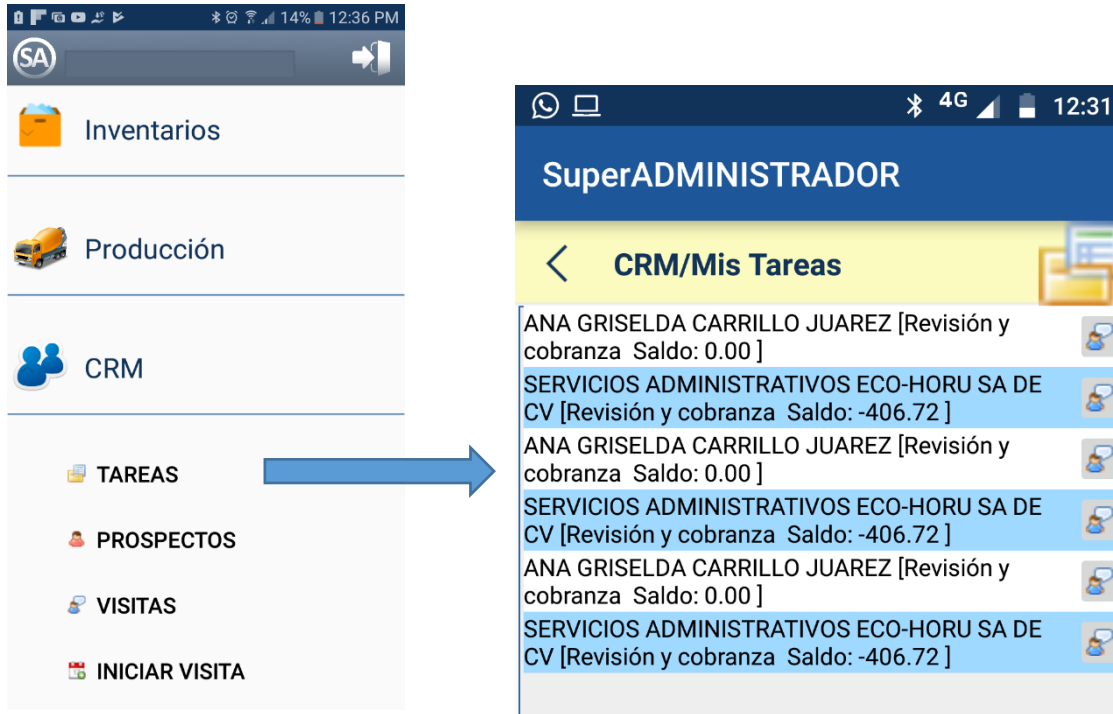 14% 12:36 PM
SA
Inventarios
Producción
CRM
TAREAS
PROSPECTOS
VISITAS
INICIAR VISITA
4G 12:31
SuperADMINISTRADOR
CRM/Mis Tareas
ANA GRISELDA CARRILLO JUAREZ [Revisión y
cobranza Saldo: 0.00 ]
SERVICIOS ADMINISTRATIVOS ECO-HORU SA DE
CV [Revisión y cobranza Saldo: -406.72 ]
ANA GRISELDA CARRILLO JUAREZ [Revisión y
cobranza Saldo: 0.00 ]
SERVICIOS ADMINISTRATIVOS ECO-HORU SA DE
CV [Revisión y cobranza Saldo: -406.72 ]
ANA GRISELDA CARRILLO JUAREZ [Revisión y
cobranza Saldo: 0.00 ]
SERVICIOS ADMINISTRATIVOS ECO-HORU SA DE
CV [Revisión y cobranza Saldo: -406.72 ]